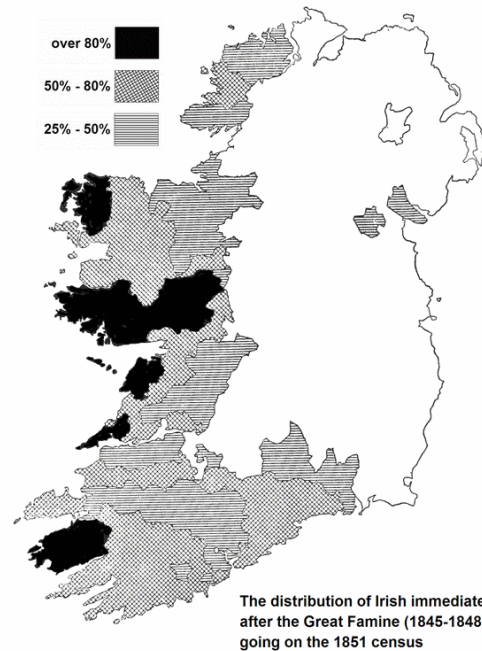 over 80%
50% - 80%
25% - 50%
The distribution of Irish immediate
after the Great Famine (1845-1848
going on the 1851 census